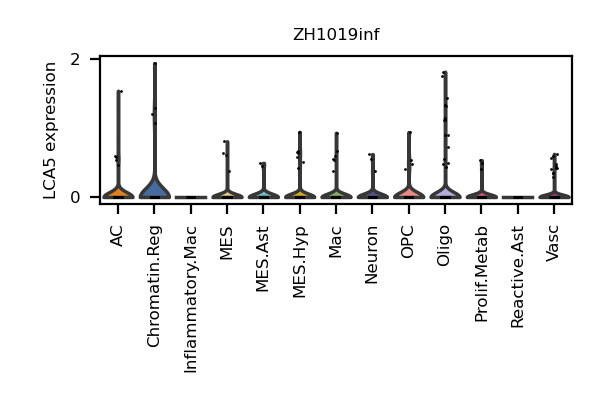 ZH1019inf
LCA5 expression
2
0
AC
Chromatin.Reg
Inflammatory.Mac
MES
MES.Ast
MES.Hyp
Mac
Neuron
OPC
Oligo
Prolif.Metab
Reactive.Ast
Vasc